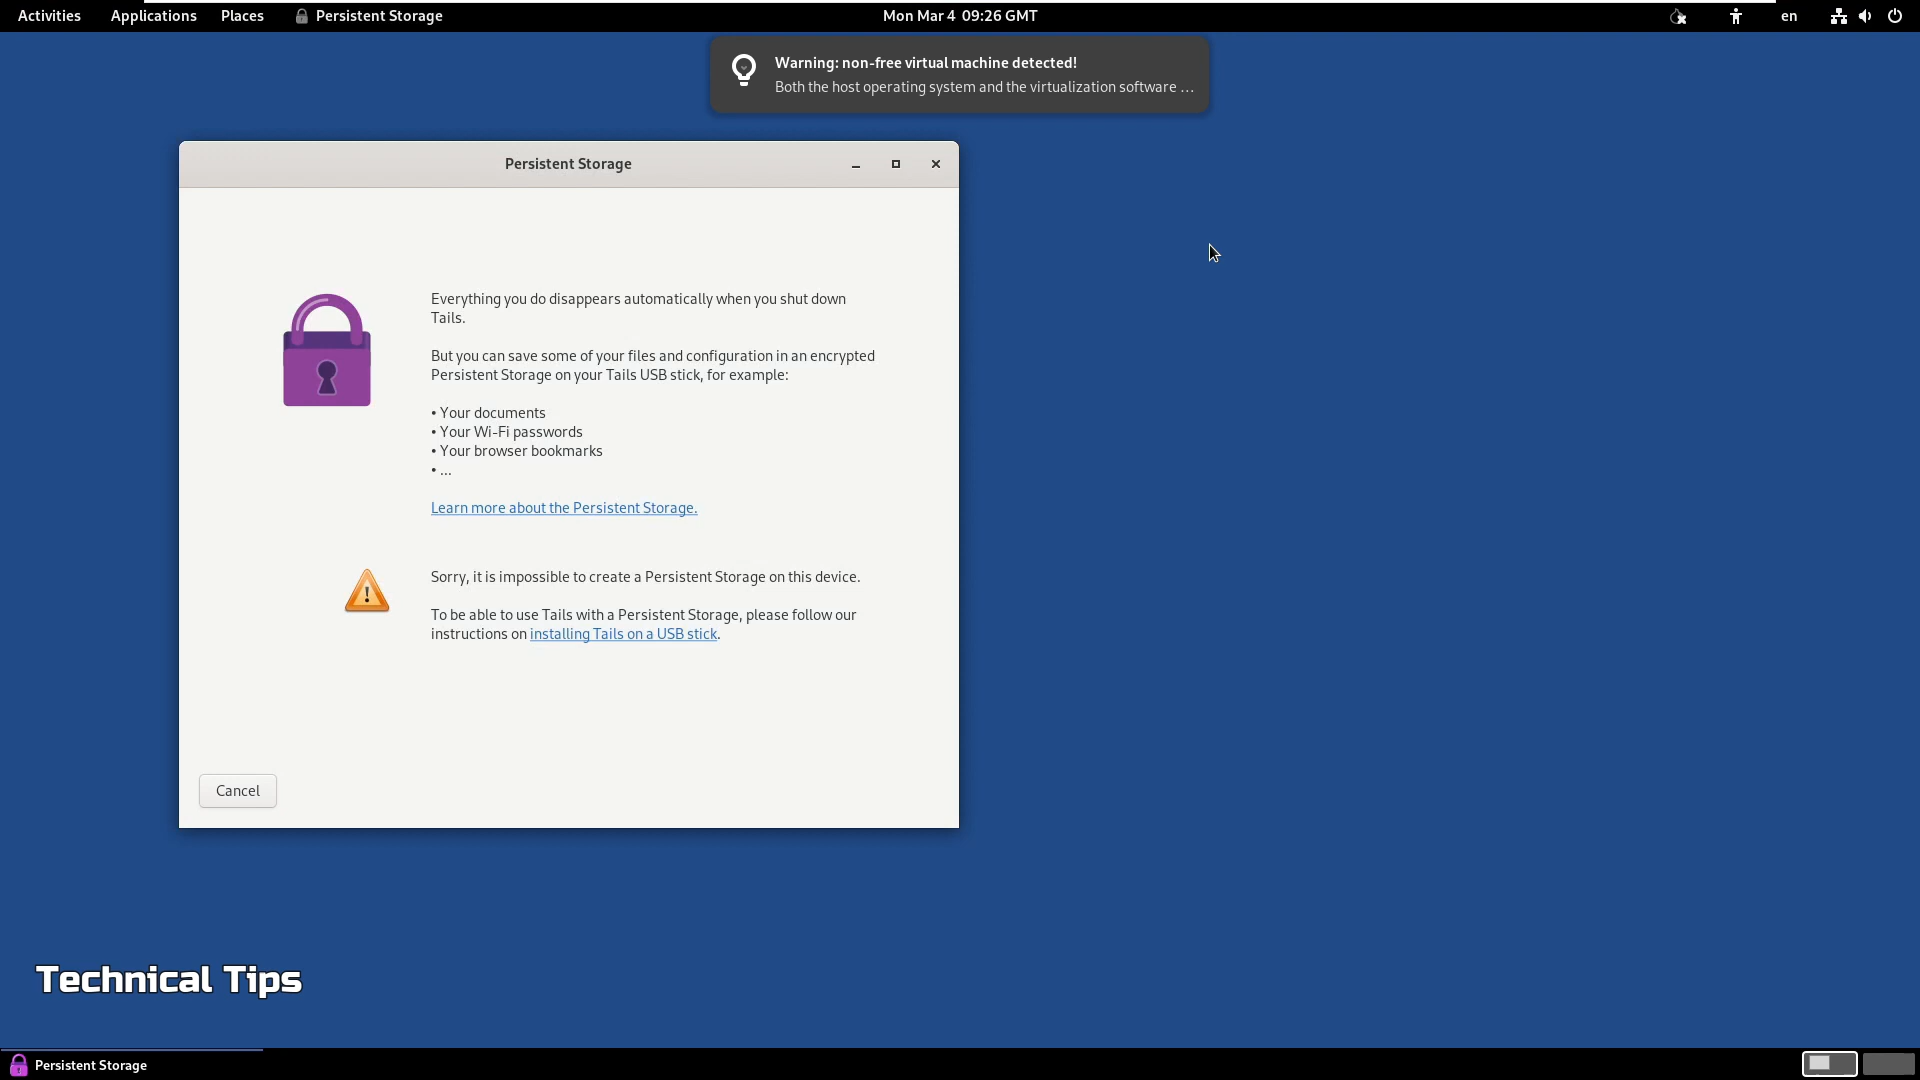 Activities Applications Places Persistent Storage Mon Mar 4 09:26 GMT en
Warning: non-free virtual machine detected!
Both the host operating system and the virtualization software …
Persistent Storage
Everything you do disappears automatically when you shut down
Tails.
But you can save some of your files and configuration in an encrypted
Persistent Storage on your Tails USB stick, for example:
• Your documents
• Your Wi-Fi passwords
• Your browser bookmarks
• ...
Learn more about the Persistent Storage.
Sorry, it is impossible to create a Persistent Storage on this device.
To be able to use Tails with a Persistent Storage, please follow our
instructions on installing Tails on a USB stick.
Cancel
Technical Tips
Persistent Storage